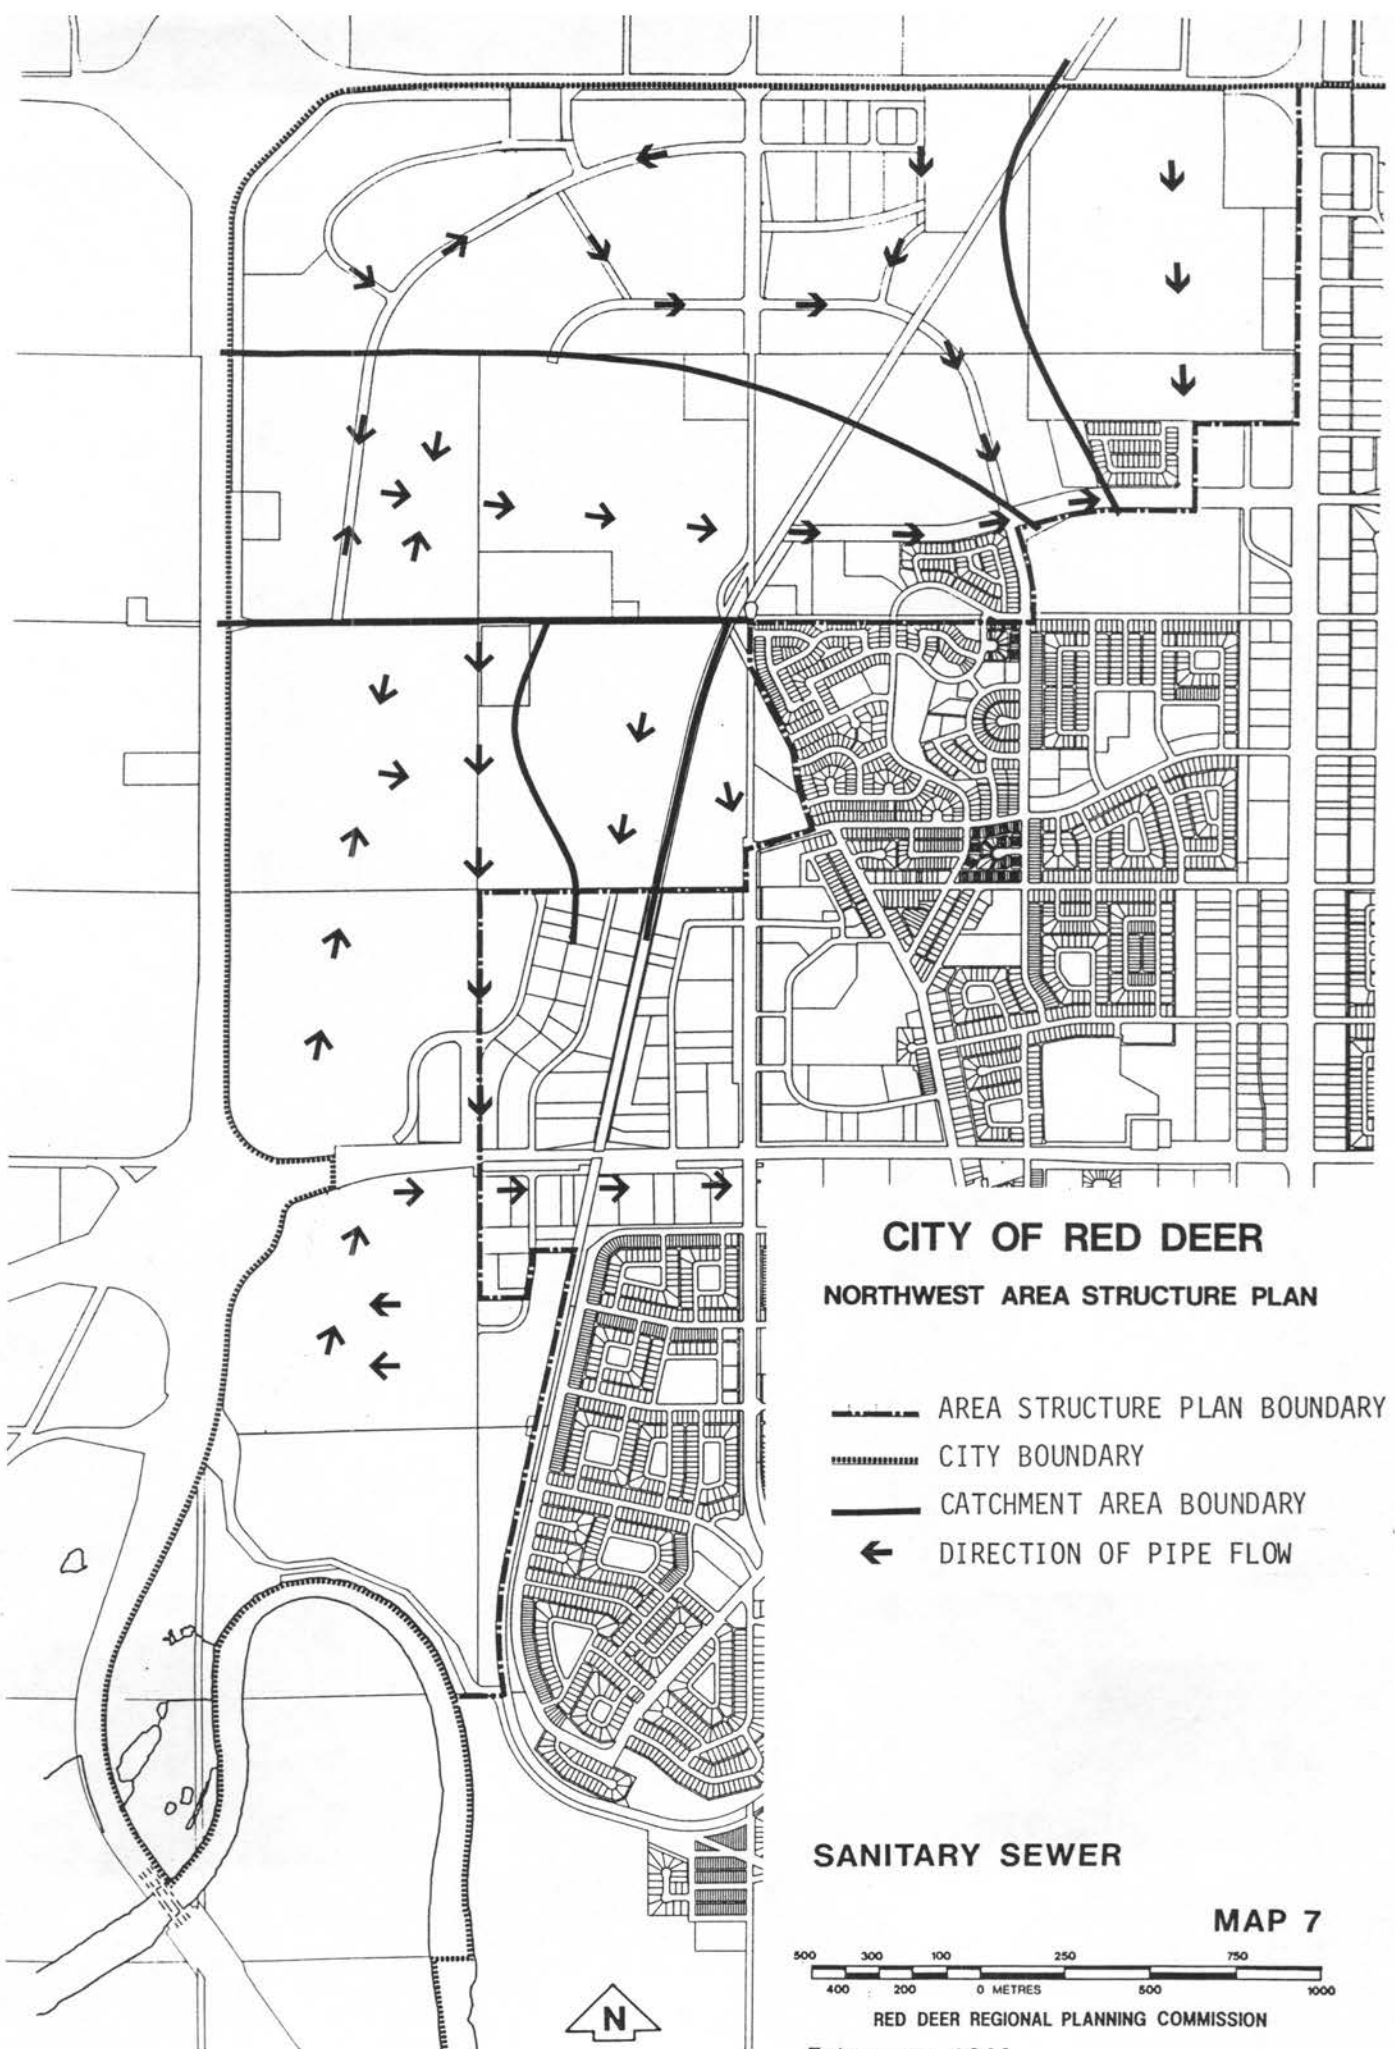 CITY OF RED DEER
NORTHWEST AREA STRUCTURE PLAN
AREA STRUCTURE PLAN BOUNDARY
CITY BOUNDARY
CATCHMENT AREA BOUNDARY
DIRECTION OF PIPE FLOW
SANITARY SEWER
MAP 7
500 300 100 250 750
400 200 0 METRES 500 1000
RED DEER REGIONAL PLANNING COMMISSION
N